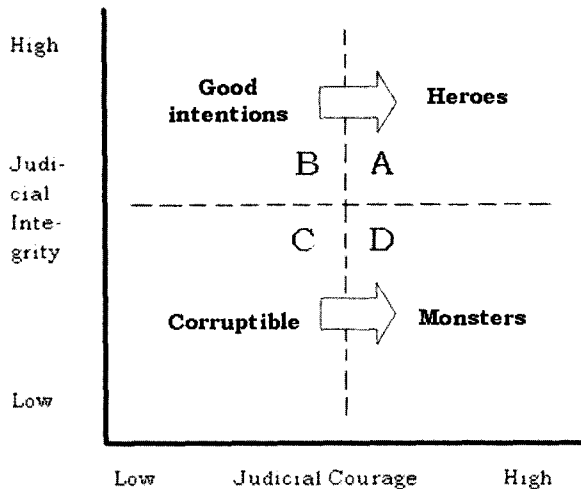 High
Good
intentions
Heroes
B A
Judi-
cial
Inte-
grity
C D
Corruptible
Monsters
Low
Low Judicial Courage High